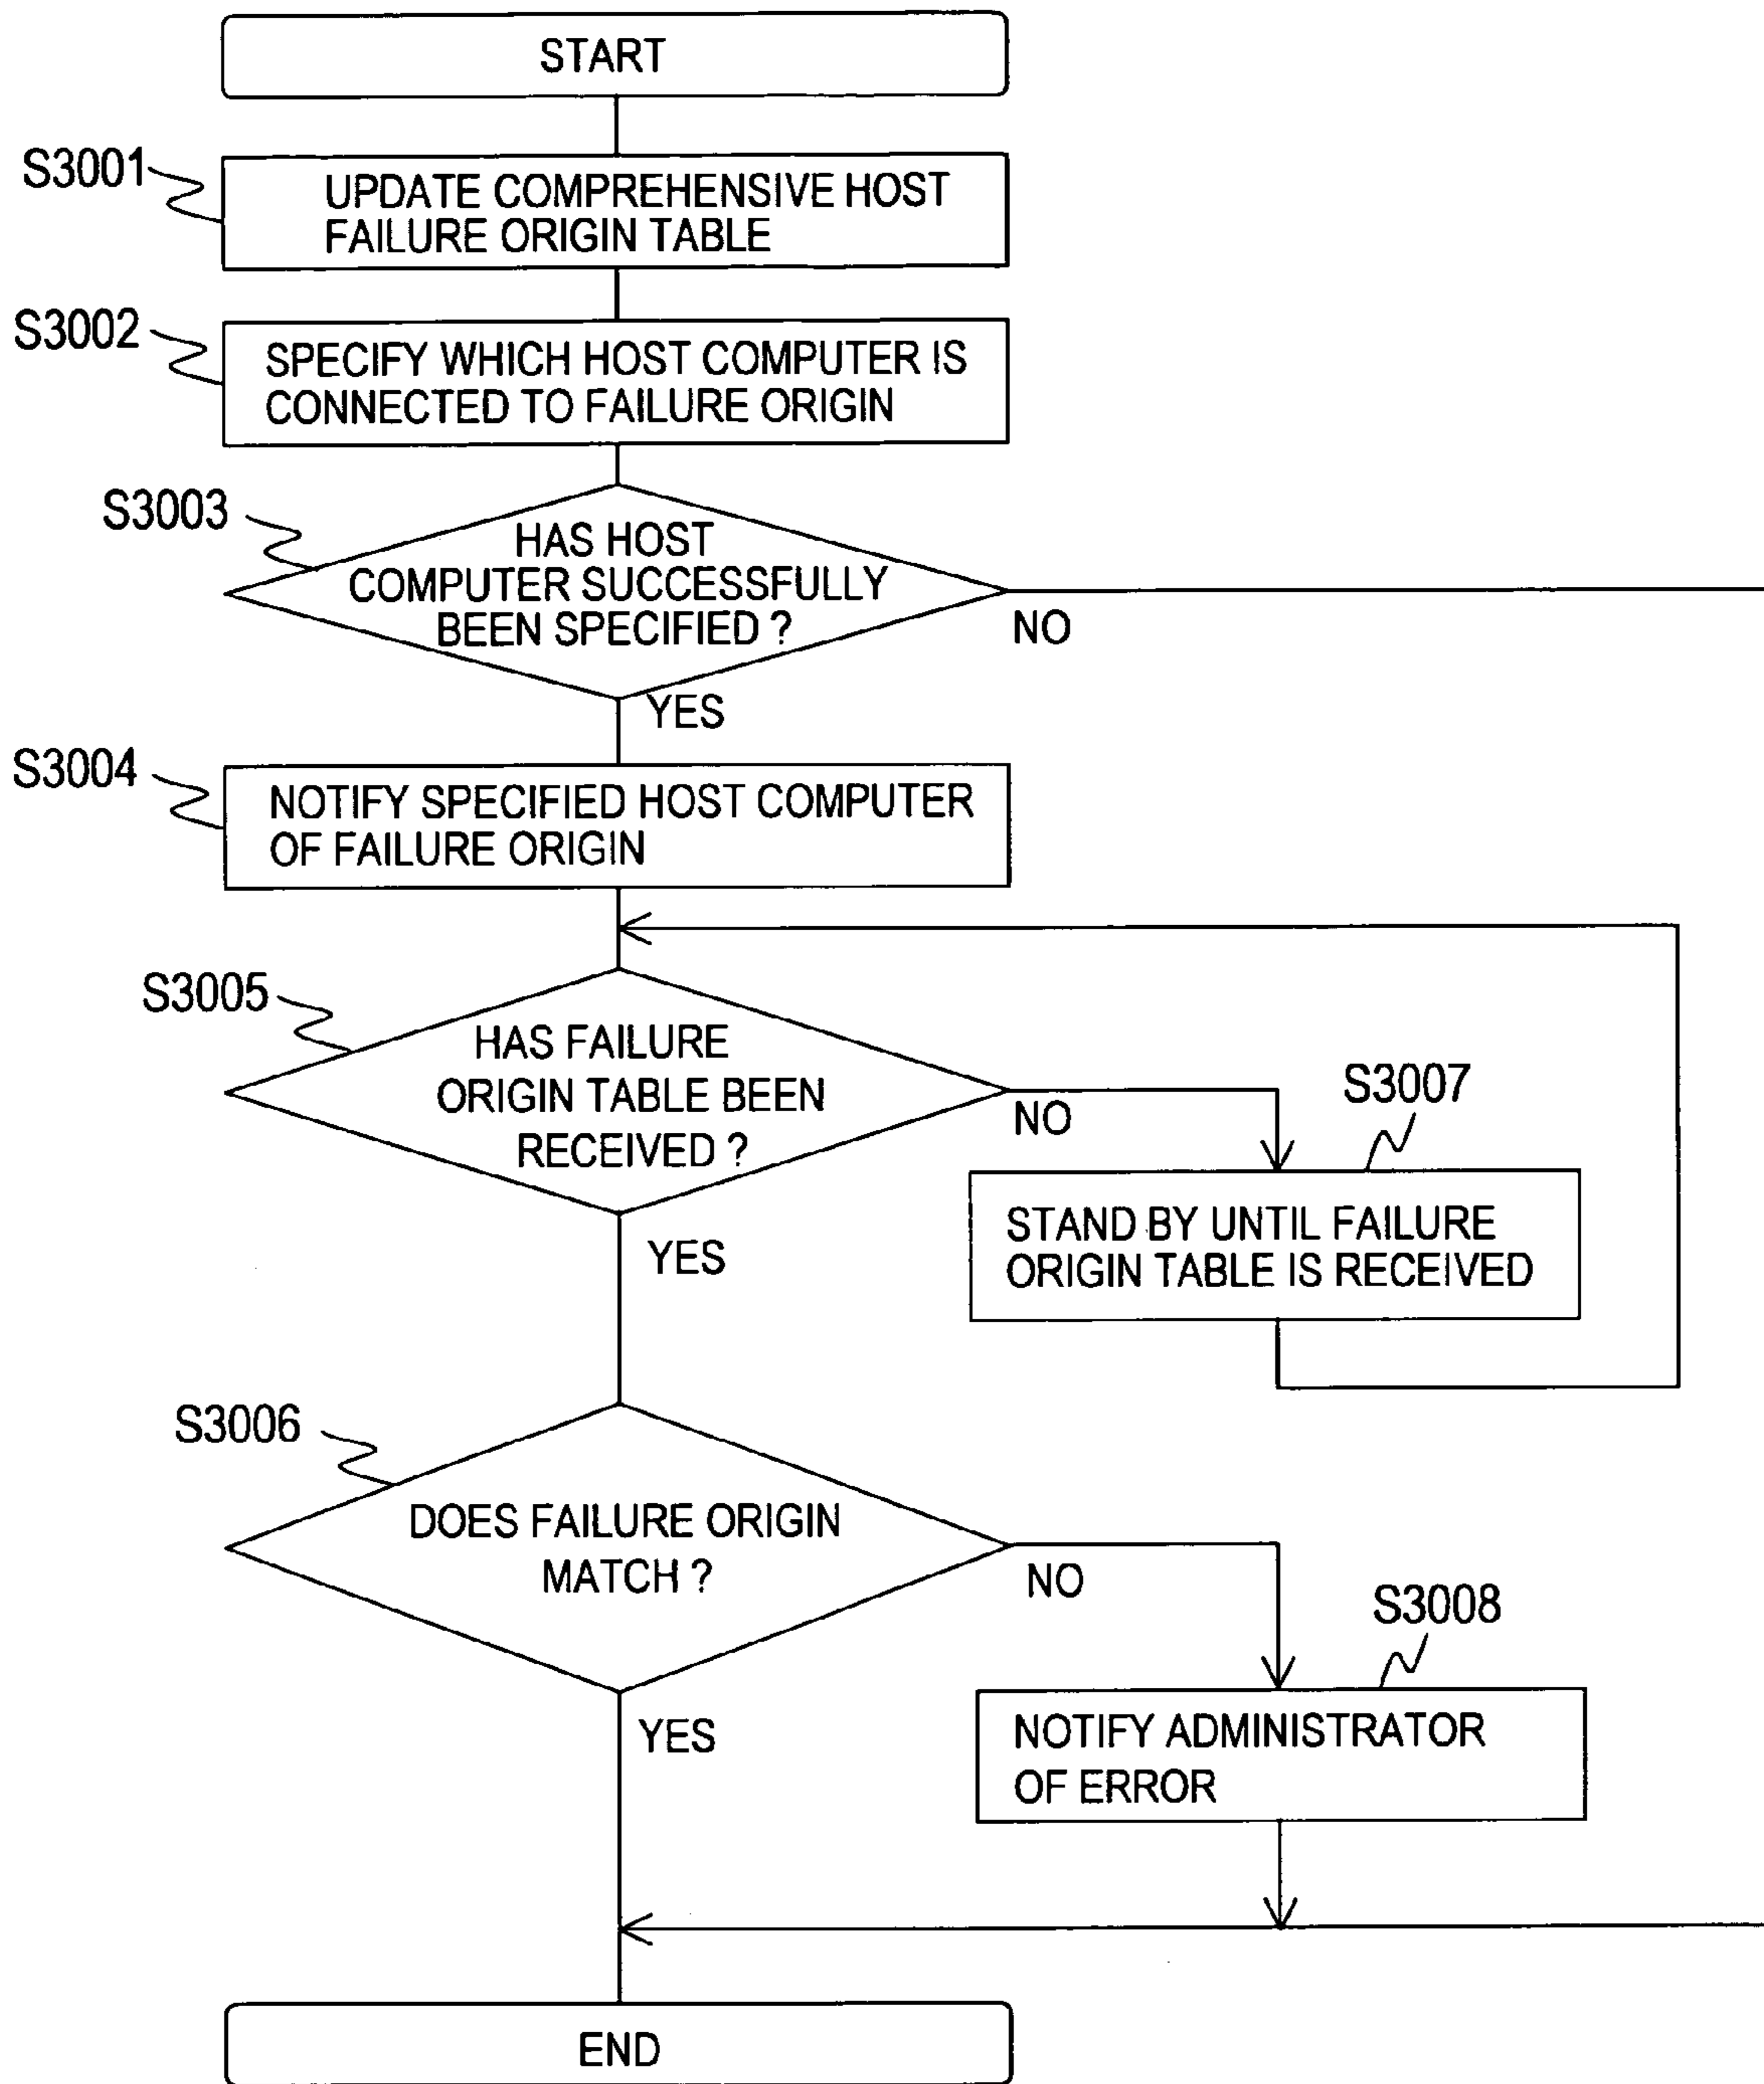 START
S3001
UPDATE COMPREHENSIVE HOST
FAILURE ORIGIN TABLE
S3002
SPECIFY WHICH HOST COMPUTER IS
CONNECTED TO FAILURE ORIGIN
S3003
HAS HOST
COMPUTER SUCCESSFULLY
BEEN SPECIFIED ?
NO
YES
S3004
NOTIFY SPECIFIED HOST COMPUTER
OF FAILURE ORIGIN
S3005
HAS FAILURE
ORIGIN TABLE BEEN
RECEIVED ?
NO
YES
S3007
STAND BY UNTIL FAILURE
ORIGIN TABLE IS RECEIVED
S3006
DOES FAILURE ORIGIN
MATCH ?
NO
YES
S3008
NOTIFY ADMINISTRATOR
OF ERROR
END